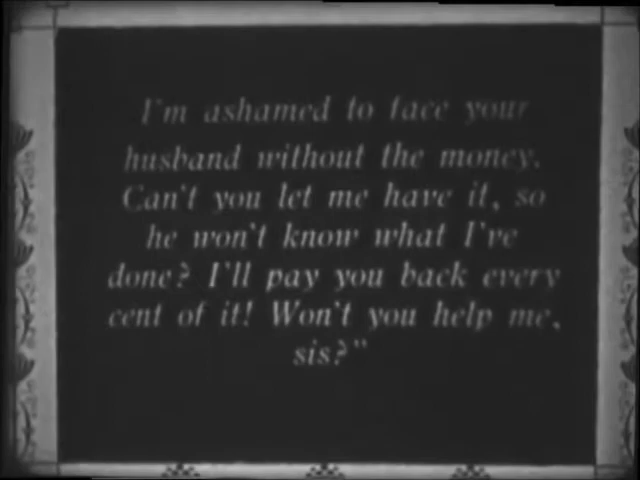 I'm ashamed to face your
husband without the money.
Can't you let me have it, so
he won't know what I've
done? I'll pay you back every
cent of it! Won't you help me,
sis?"